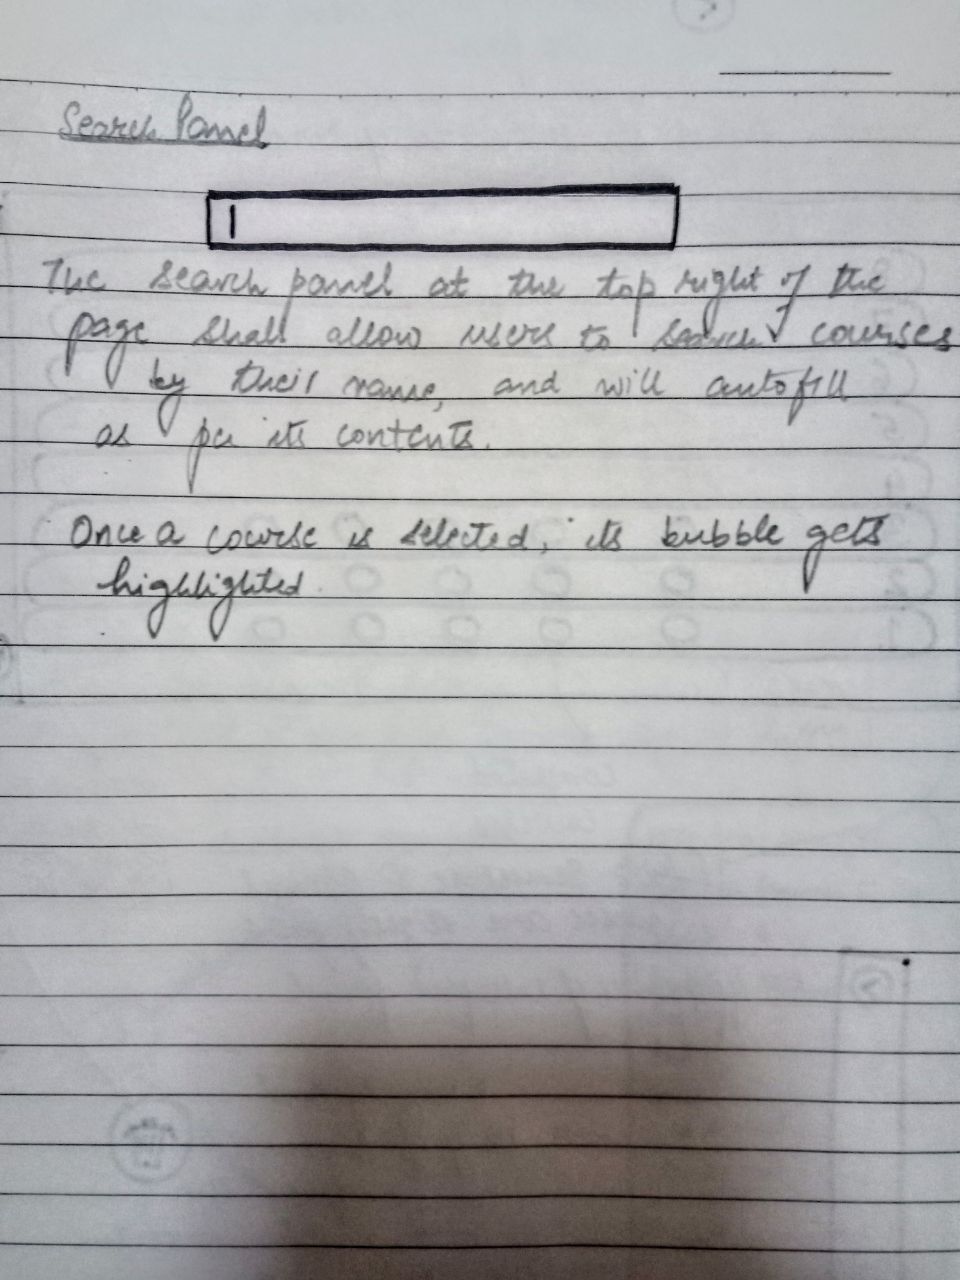 Search Panel
The search panel at the top right of the
page shall allow users to search courses
by their name, and will autofill
as per its contents.
Once a course is selected, its bubble gets
highlighted.